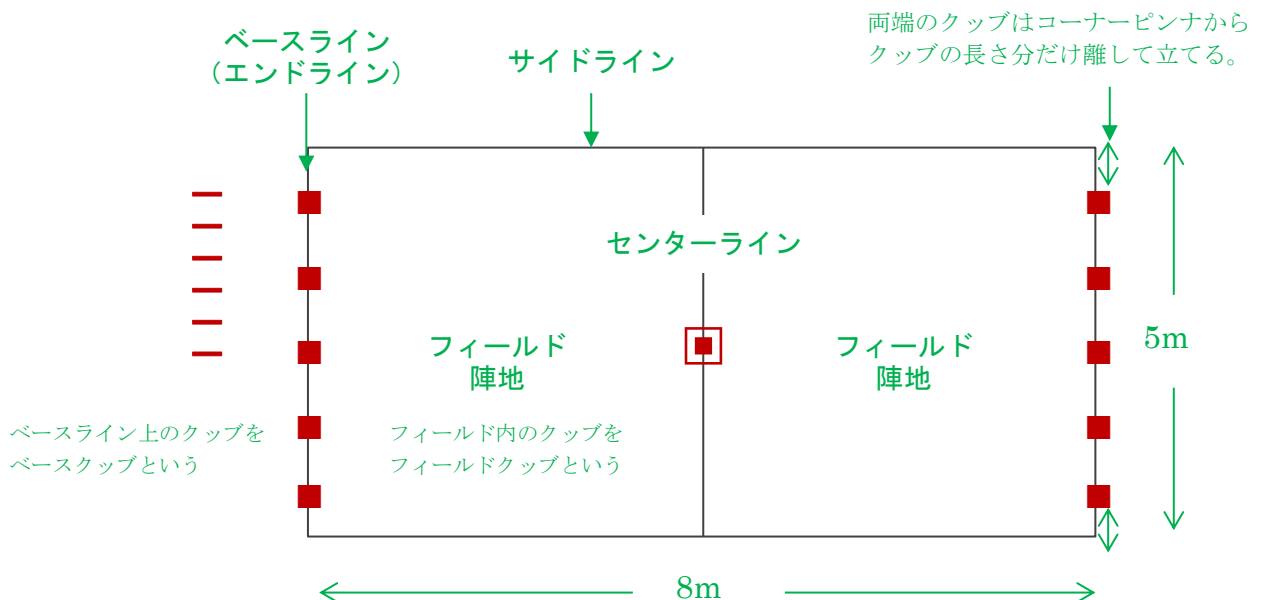 両端のクッブはコーナーピンナから
クッブの長さ分だけ離して立てる。
ベースライン
（エンドライン）
サイドライン
センターライン
フィールド
陣地
フィールド
陣地
5m
ベースライン上のクッブを
ベースクッブという
フィールド内のクッブを
フィールドクッブという
8m